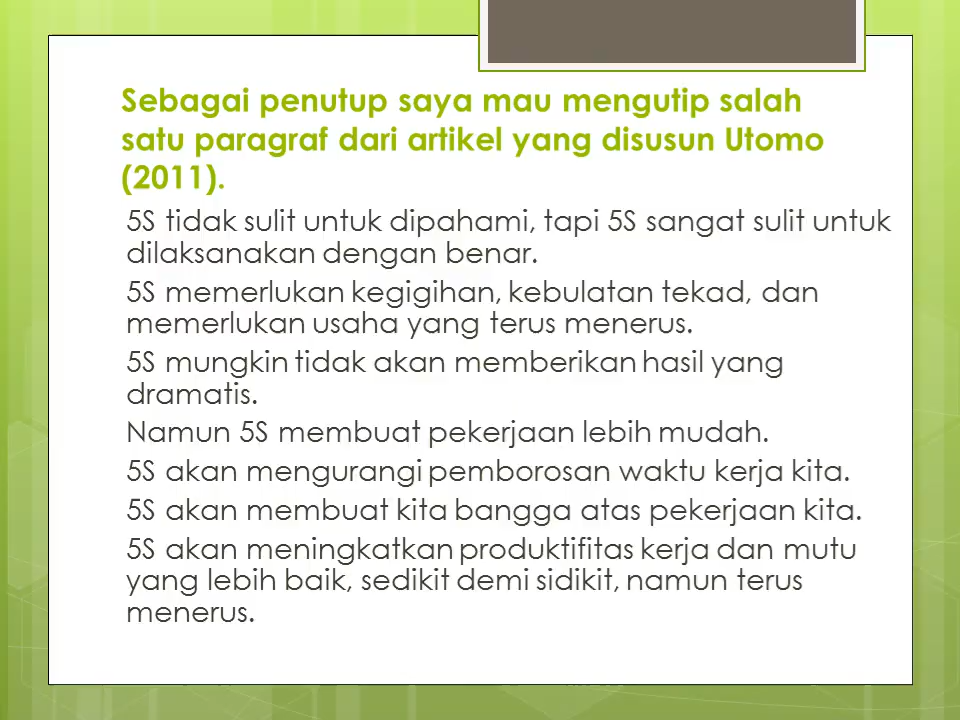 Sebagai penutup saya mau mengutip salah
satu paragraf dari artikel yang disusun Utomo
(2011).
5S tidak sulit untuk dipahami, tapi 5S sangat sulit untuk
dilaksanakan dengan benar.
5S memerlukan kegigihan, kebulatan tekad, dan
memerlukan usaha yang terus menerus.
5S mungkin tidak akan memberikan hasil yang
dramatis.
Namun 5S membuat pekerjaan lebih mudah.
5S akan mengurangi pemborosan waktu kerja kita.
5S akan membuat kita bangga atas pekerjaan kita.
5S akan meningkatkan produktifitas kerja dan mutu
yang lebih baik, sedikit demi sidikit, namun terus
menerus.